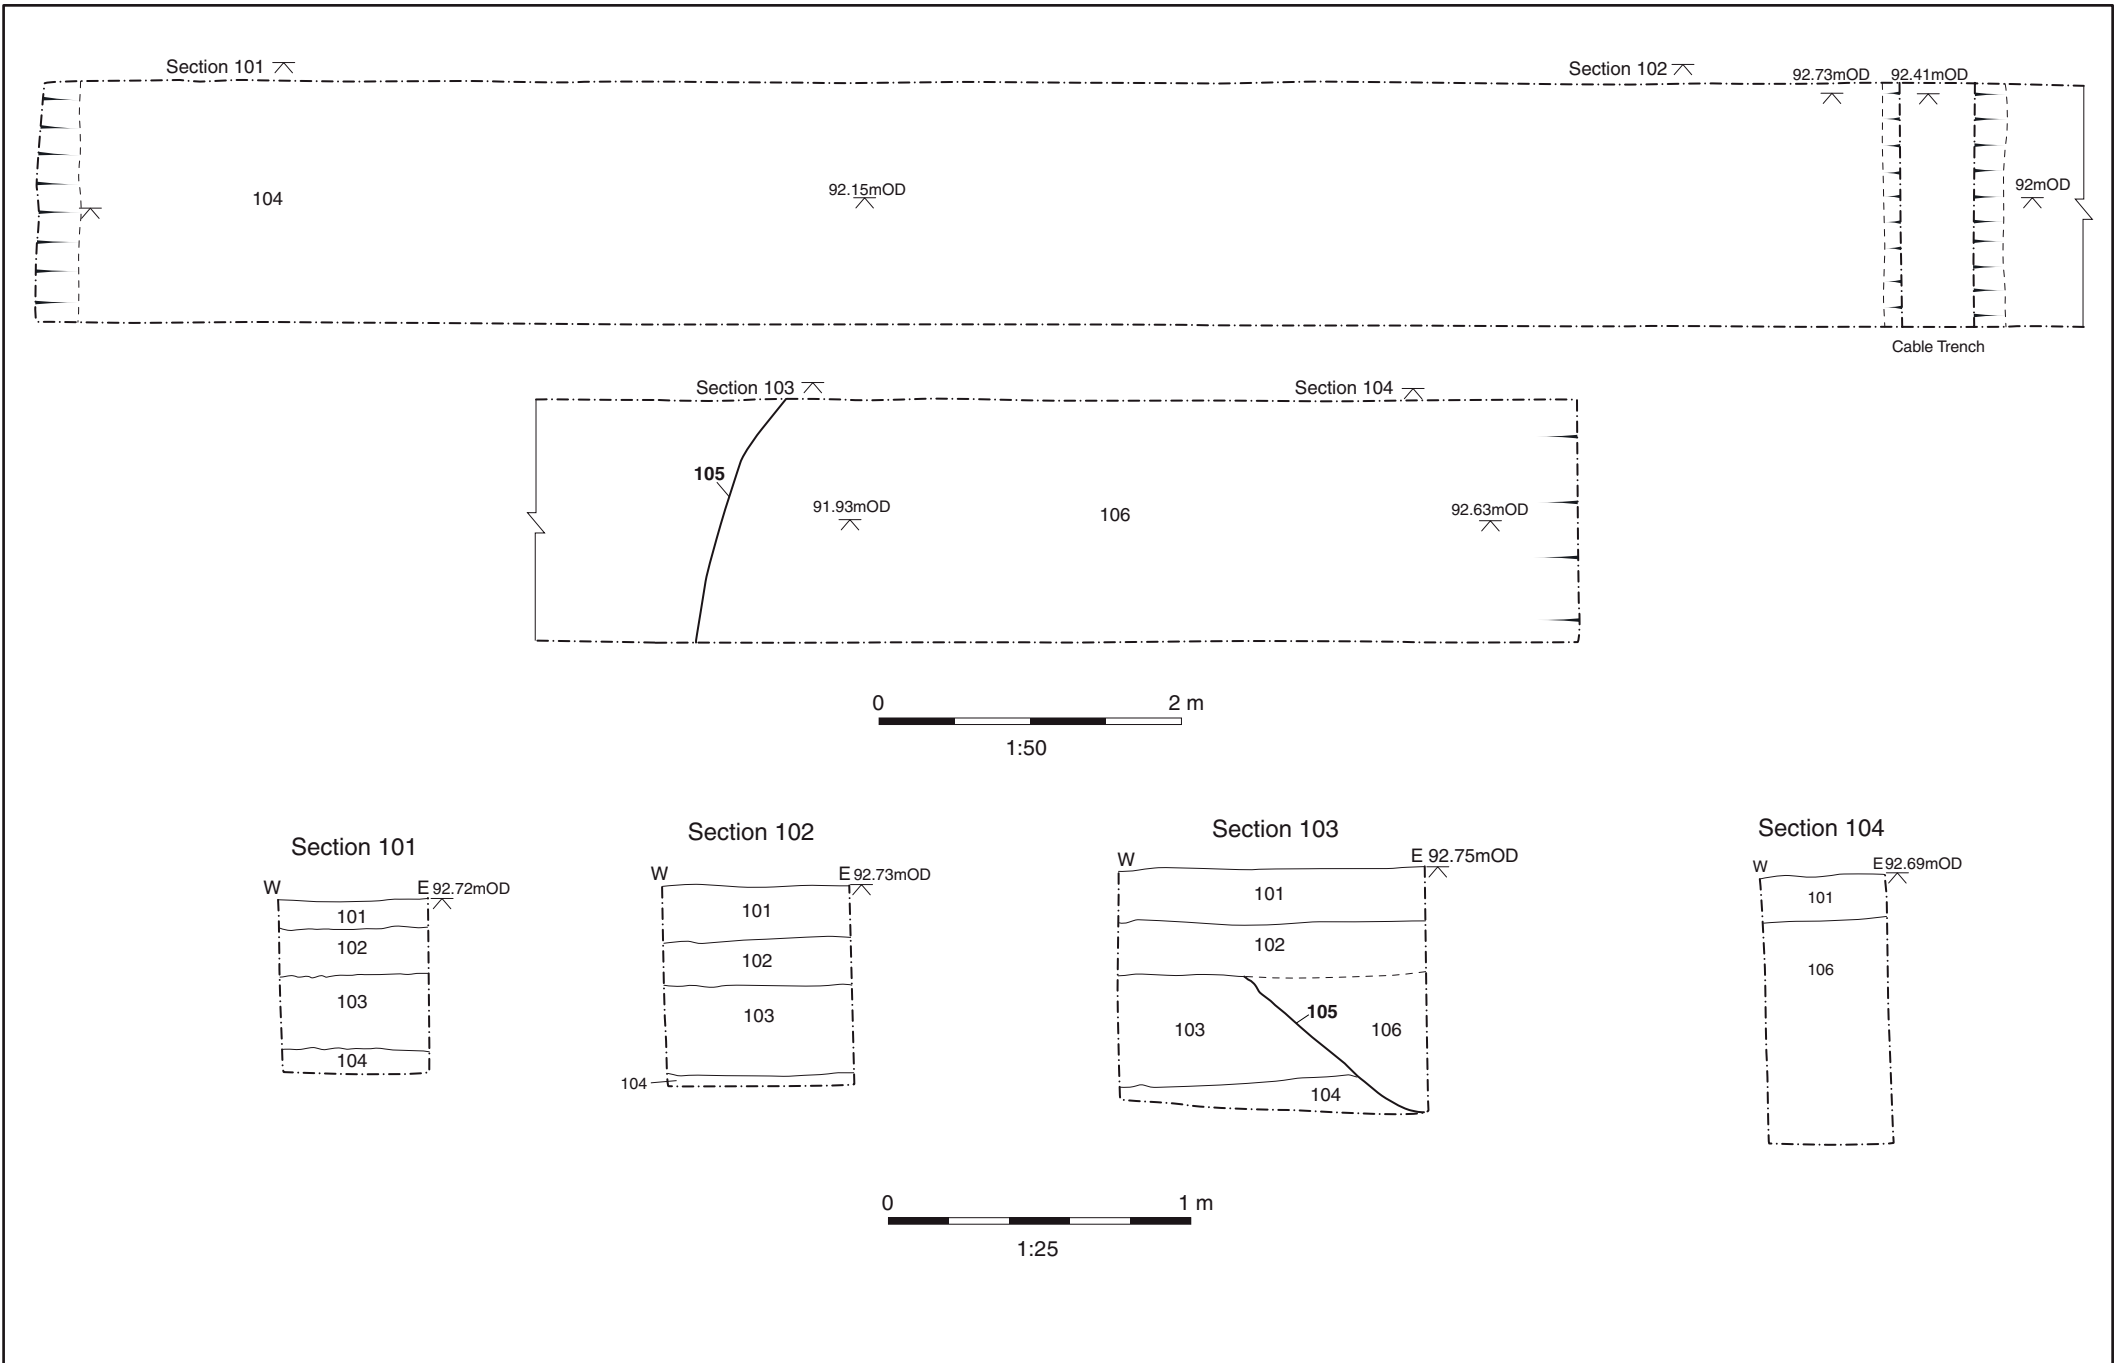 Section 101
Section 102
92.73mOD
92.41mOD
104
92.15mOD
92mOD
Cable Trench
Section 103
Section 104
105
91.93mOD
106
92.63mOD
0
2 m
1:50
Section 101
Section 102
Section 103
Section 104
W
E 92.72mOD
101
102
103
104
W
E 92.73mOD
101
102
103
104
W
E 92.75mOD
101
102
105
103
106
104
W
E 92.69mOD
101
106
0
1 m
1:25